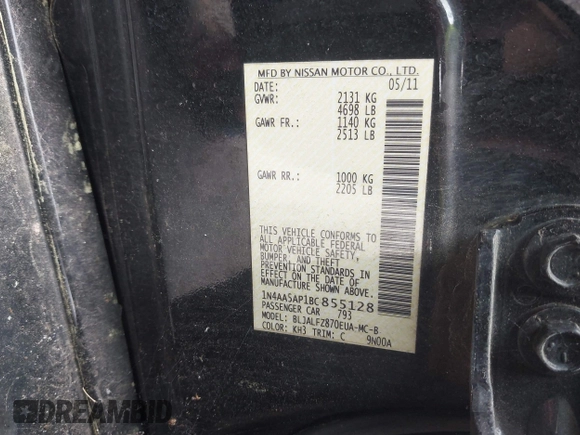 MFD BY NISSAN MOTOR CO., LTD.
DATE: 05/11
GVWR: 2131 KG
4698 LB
GAWR FR.: 1140 KG
2513 LB
GAWR RR.: 1000 KG
2205 LB
THIS VEHICLE CONFORMS TO
ALL APPLICABLE FEDERAL
MOTOR VEHICLE SAFETY,
BUMPER, AND THEFT
PREVENTION STANDARDS IN
EFFECT ON THE DATE OF
MANUFACTURE SHOWN ABOVE.
1N4AA5AP1BC855128
PASSENGER CAR 793
MODEL: BLJALFZ870EUA-MC-B
COLOR: KH3 TRIM: C 9N00A
DREAMBID